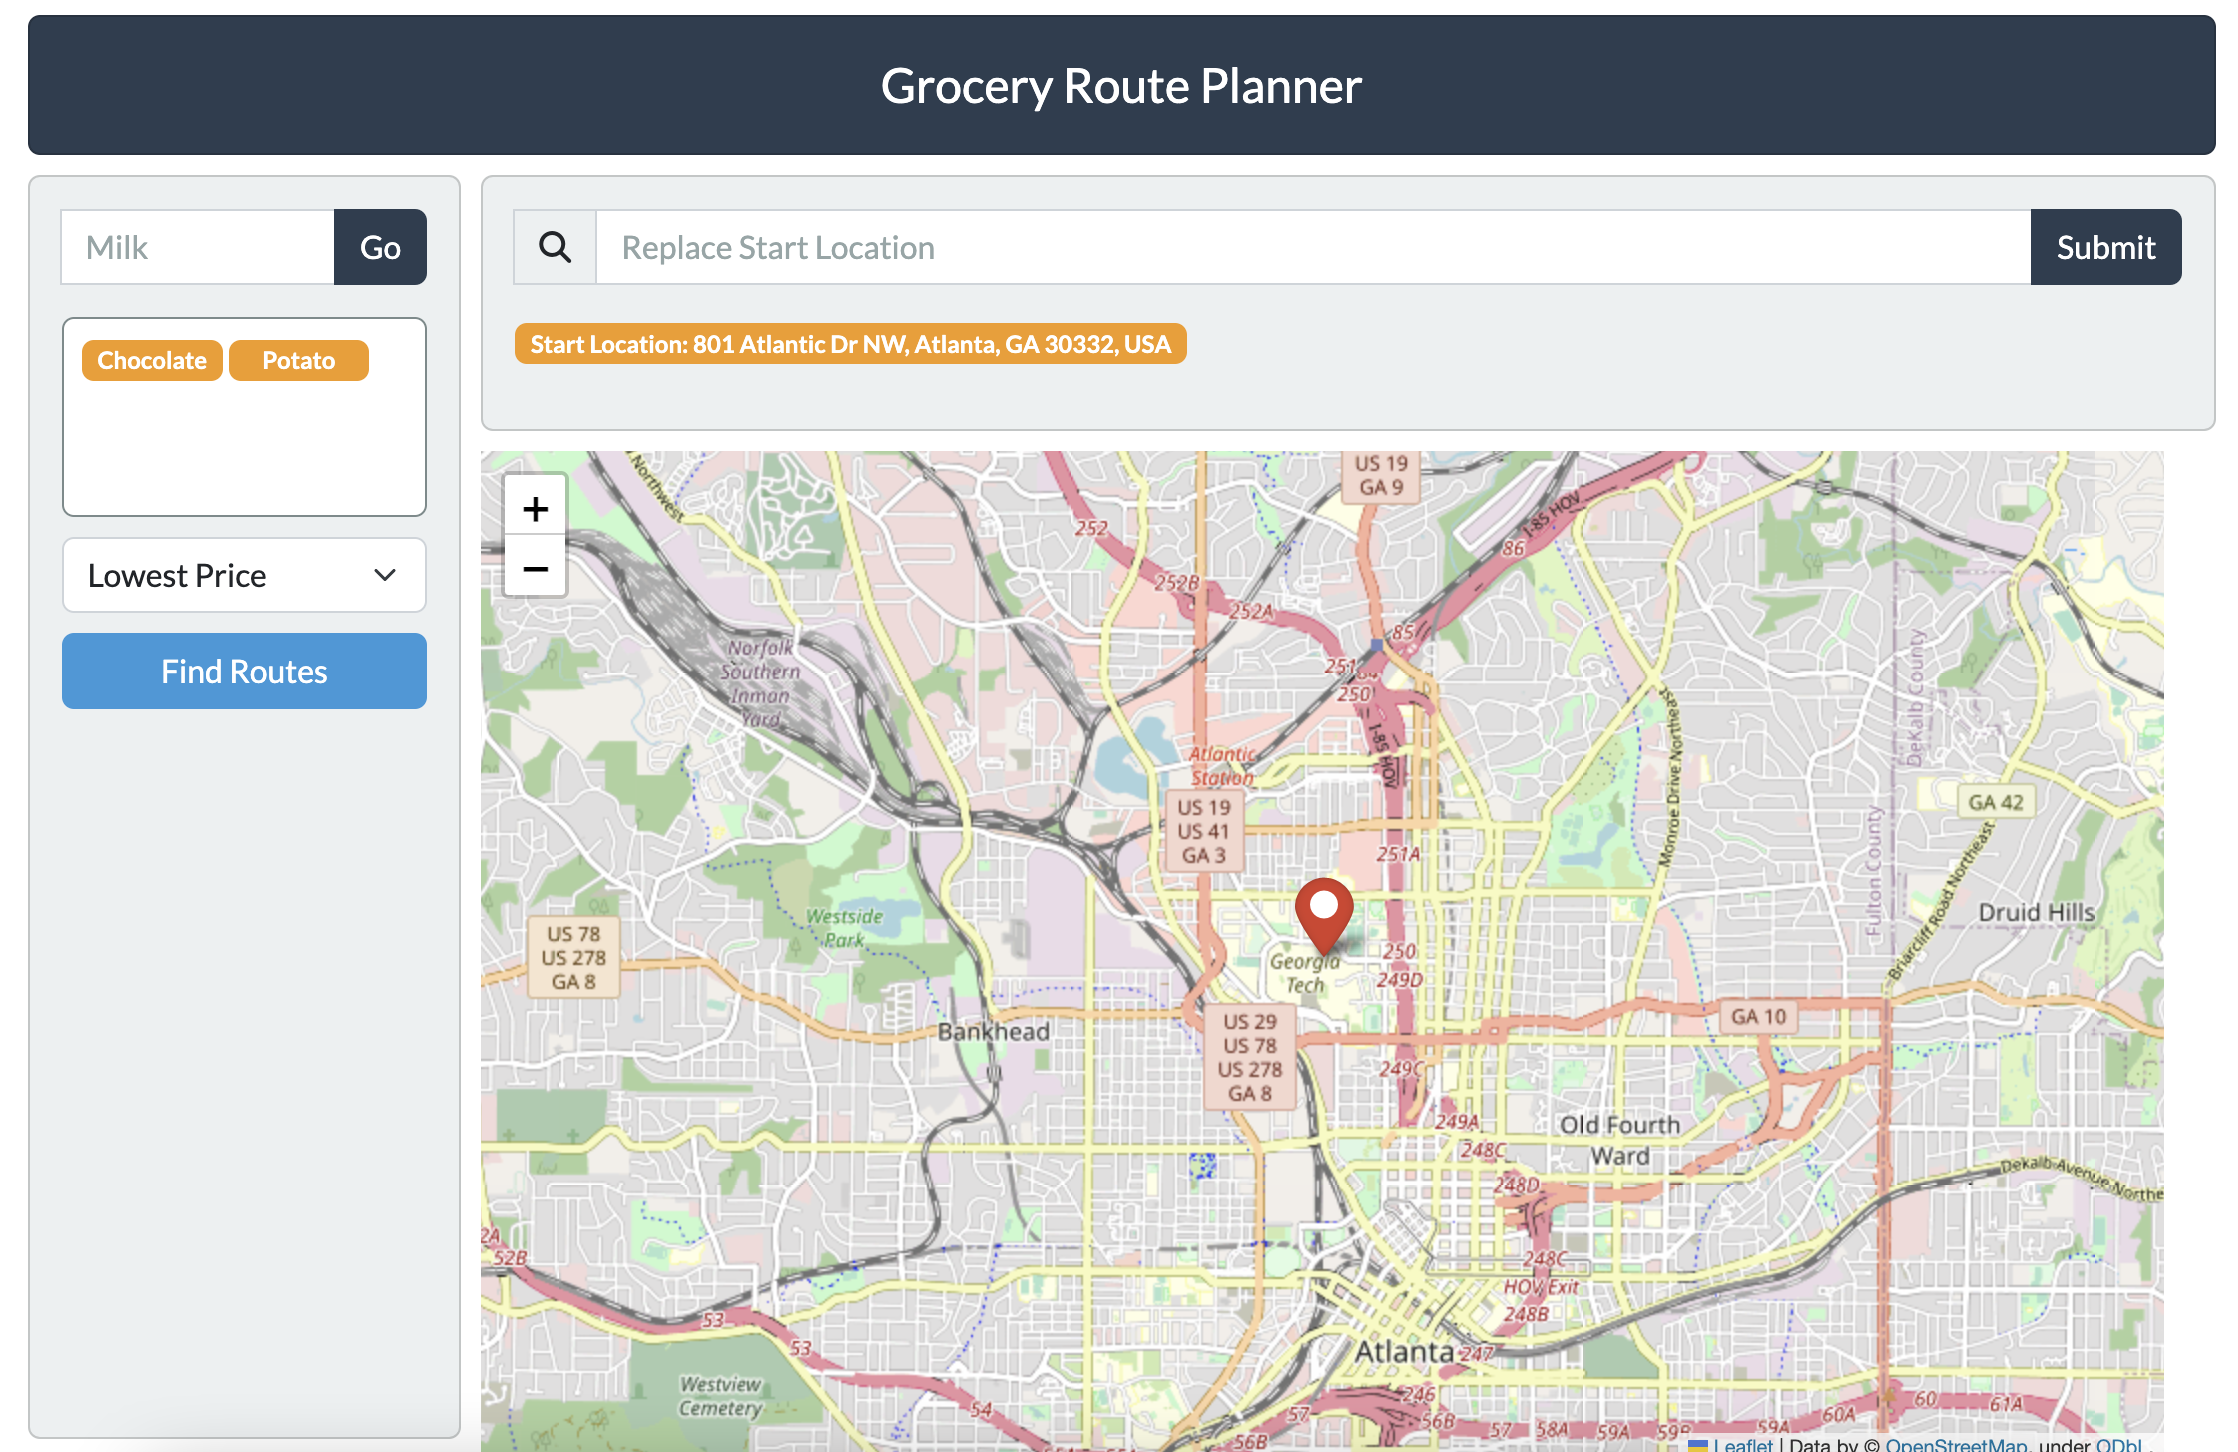 Grocery Route Planner
Milk
Go
Replace Start Location
Submit
Chocolate
Potato
Start Location: 801 Atlantic Dr NW, Atlanta, GA 30332, USA
Lowest Price
Find Routes
+
−
Northwest
252
US 19
GA 9
I-85 HOV
86
252B
252A
85
251
250
Norfolk
Southern
Inman
Yard
I-85 HOV
Monroe Drive Northeast
DeKalb County
Atlantic
Station
US 19
US 41
GA 3
GA 42
251A
Fulton County
Briarcliff Road Northeast
Druid Hills
Westside
Park
US 78
US 278
GA 8
250
249D
Georgia
Tech
Bankhead
US 29
US 78
US 278
GA 8
GA 10
249C
249A
248C
Old Fourth
Ward
248D
Dekalb Avenue Northe
2A
52B
248C
HOV Exit
248B
53
53
Atlanta
247
Westview
Cemetery
54
246
57
56B
56B
57
58A
59A
59B
59A
60A
60
61A
Leaflet | Data by © OpenStreetMap, under ODbL.